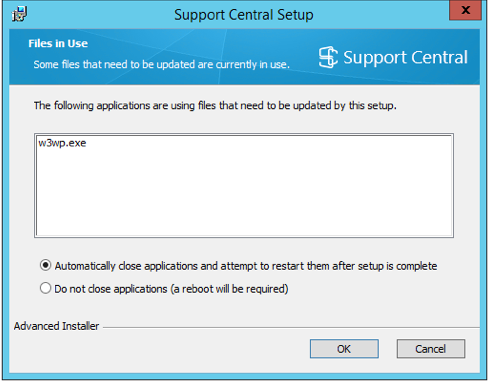 Support Central Setup
Files in Use
Some files that need to be updated are currently in use.
Support Central
The following applications are using files that need to be updated by this setup.
w3wp.exe
Automatically close applications and attempt to restart them after setup is complete
Do not close applications (a reboot will be required)
Advanced Installer
OK
Cancel